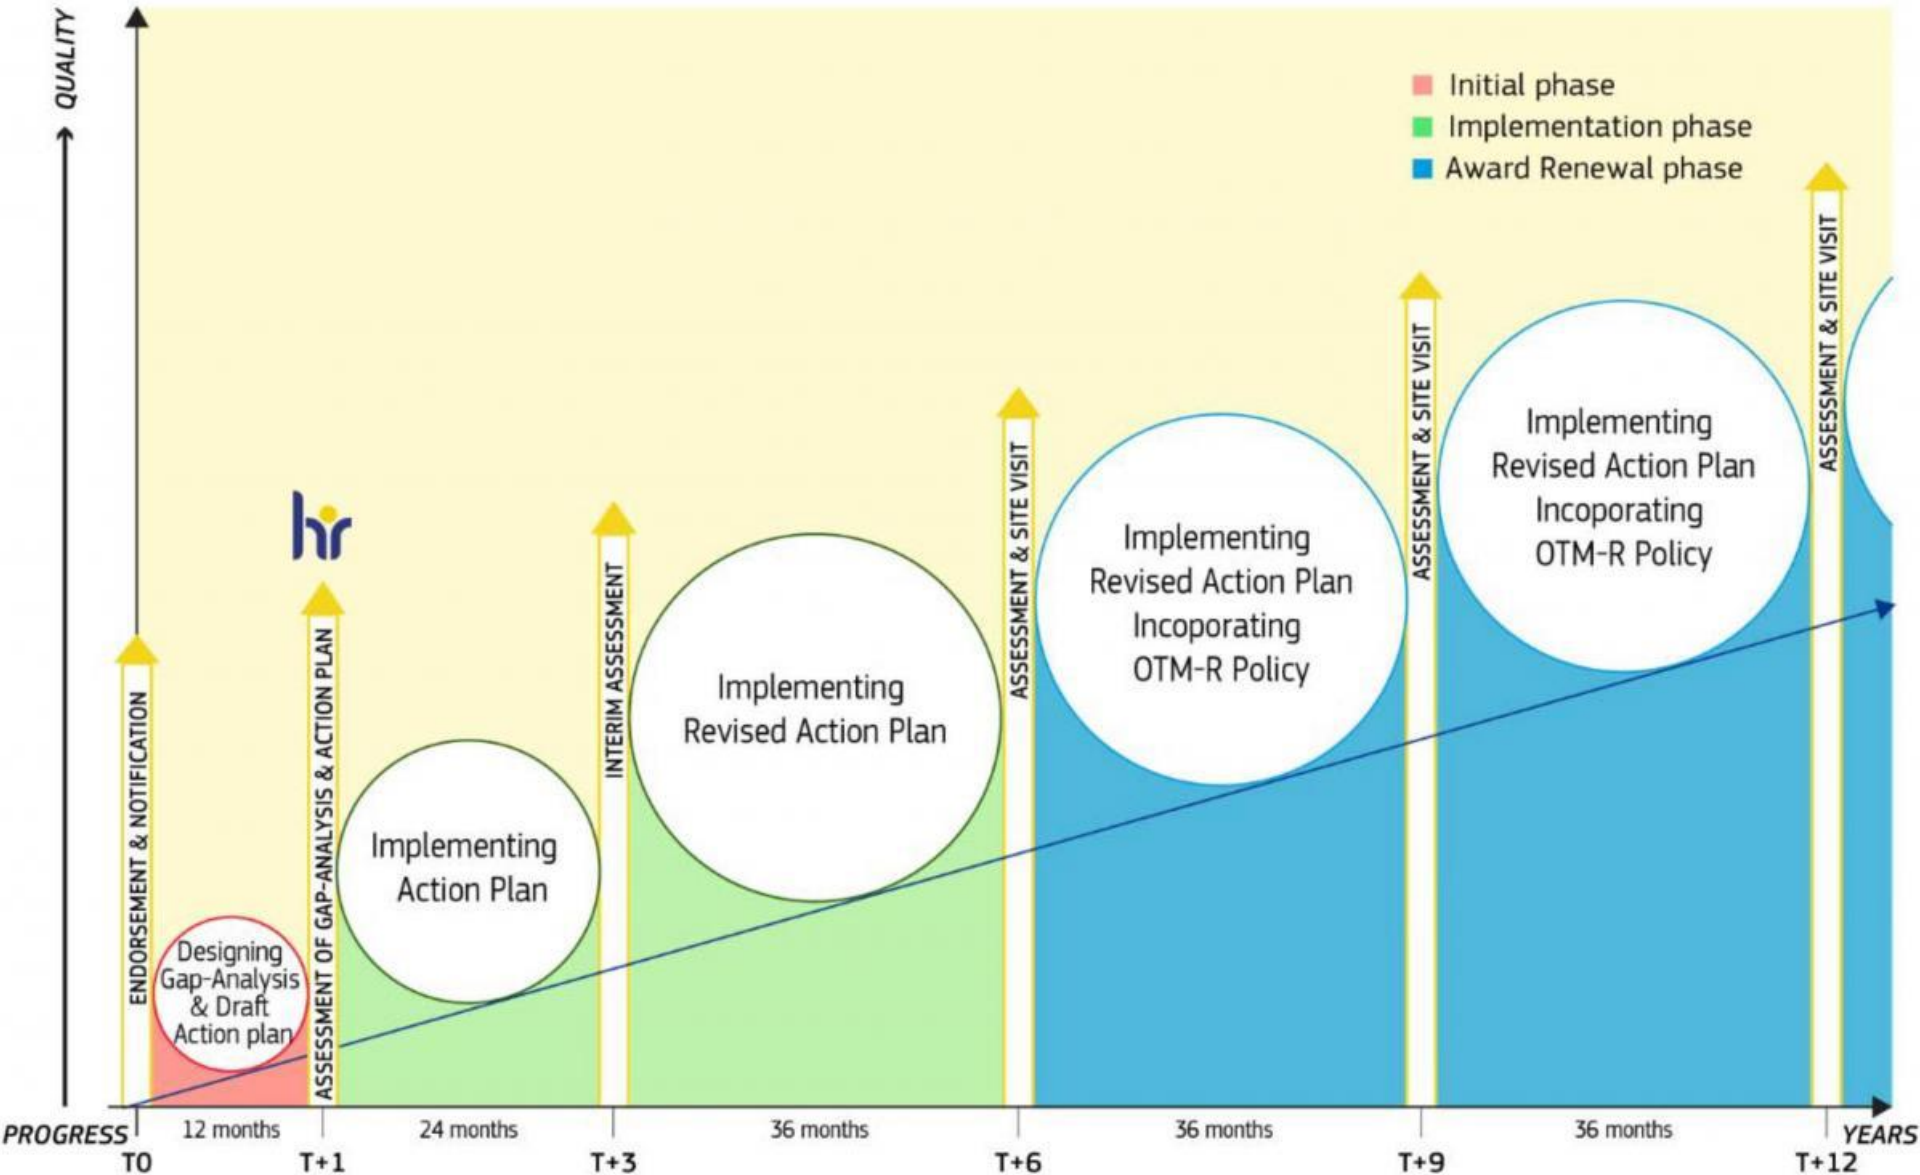 QUALITY
Initial phase
Implementation phase
Award Renewal phase
hr
ENDORSEMENT & NOTIFICATION
Designing
Gap-Analysis
& Draft
Action plan
ASSESSMENT OF GAP-ANALYSIS & ACTION PLAN
Implementing
Action Plan
INTERIM ASSESSMENT
Implementing
Revised Action Plan
ASSESSMENT & SITE VISIT
Implementing
Revised Action Plan
Incoporating
OTM-R Policy
ASSESSMENT & SITE VISIT
Implementing
Revised Action Plan
Incoporating
OTM-R Policy
ASSESSMENT & SITE VISIT
PROGRESS
12 months
24 months
36 months
36 months
36 months
YEARS
T0
T+1
T+3
T+6
T+9
T+12